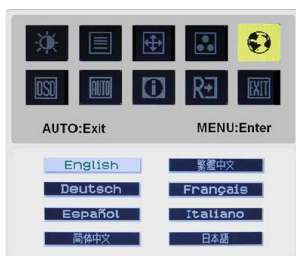 OSD AUTO i R EXIT
AUTO:Exit MENU:Enter
English 繁體中文
Deutsch Français
Español Italiano
简体中文 日本語